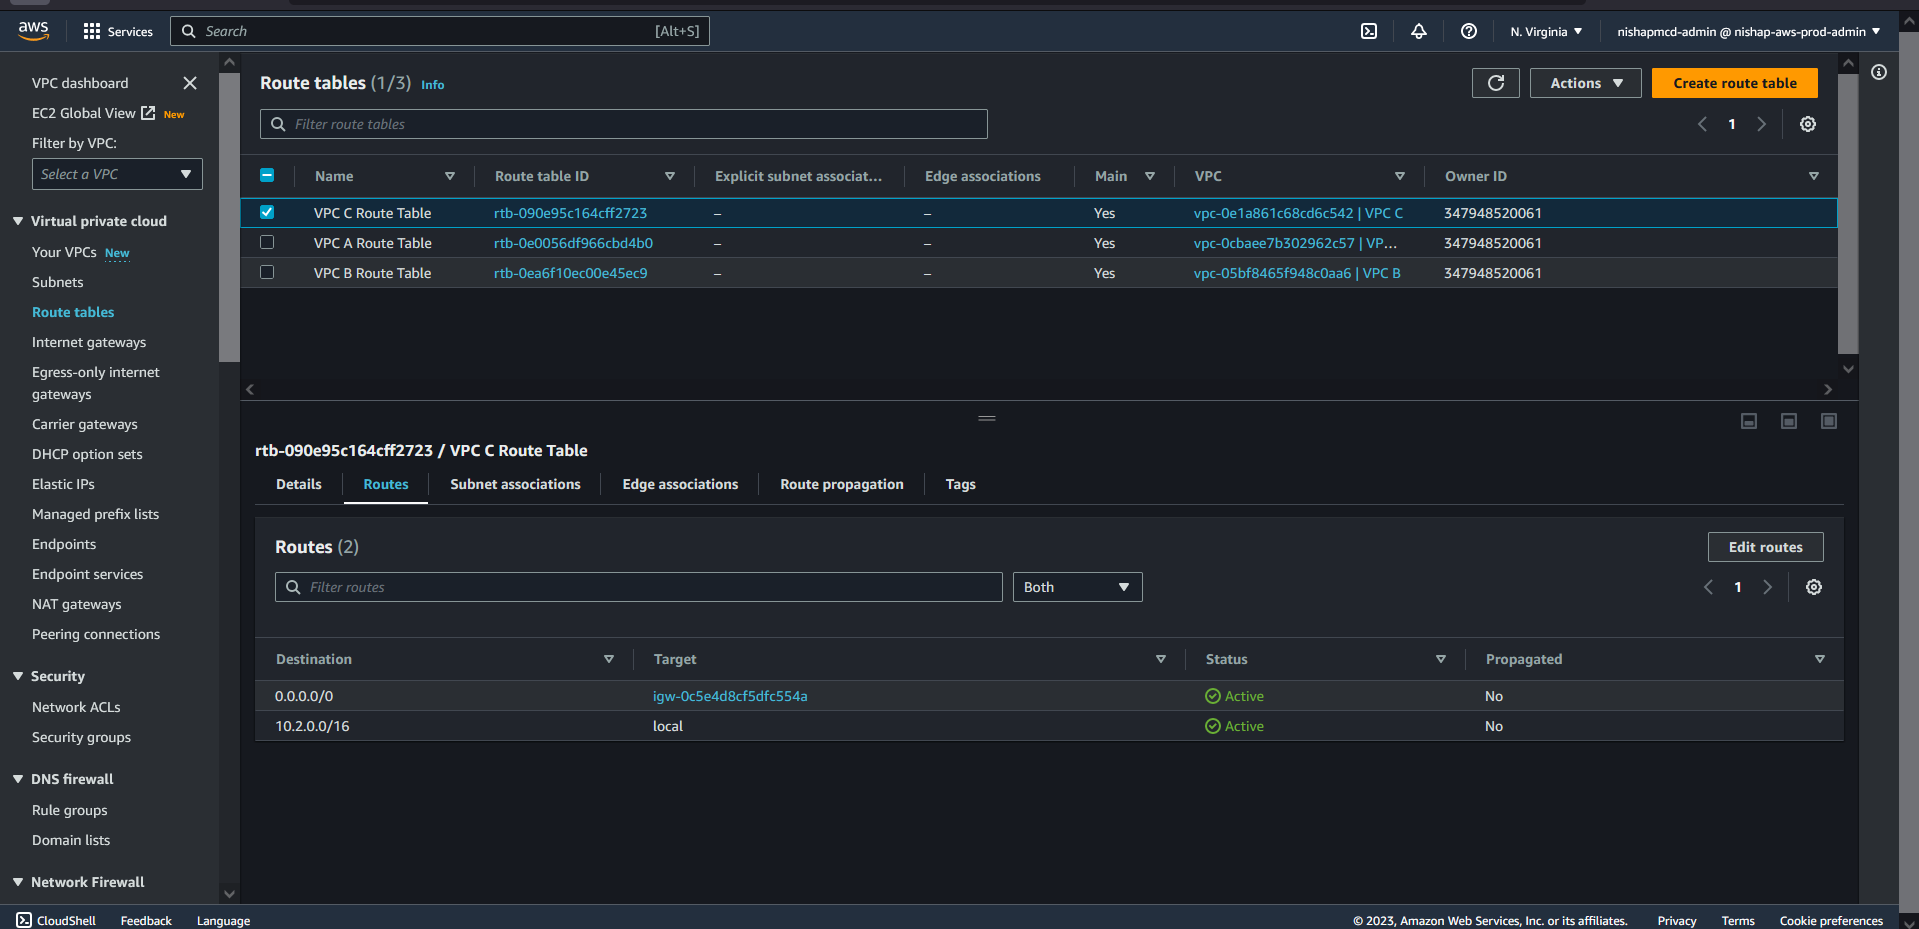 aws Services Search [Alt+S] N. Virginia nishapmcd-admin @ nishap-aws-prod-admin
VPC dashboard
EC2 Global View New
Filter by VPC:
Select a VPC
Virtual private cloud
Your VPCs New
Subnets
Route tables
Internet gateways
Egress-only internet
gateways
Carrier gateways
DHCP option sets
Elastic IPs
Managed prefix lists
Endpoints
Endpoint services
NAT gateways
Peering connections
Security
Network ACLs
Security groups
DNS firewall
Rule groups
Domain lists
Network Firewall
Route tables (1/3) Info Actions Create route table
Filter route tables 1
Name Route table ID Explicit subnet associat... Edge associations Main VPC Owner ID
VPC C Route Table rtb-090e95c164cff2723 – – Yes vpc-0e1a861c68cd6c542 | VPC C 347948520061
VPC A Route Table rtb-0e0056df966cbd4b0 – – Yes vpc-0cbaee7b302962c57 | VP... 347948520061
VPC B Route Table rtb-0ea6f10ec00e45ec9 – – Yes vpc-05bf8465f948c0aa6 | VPC B 347948520061
rtb-090e95c164cff2723 / VPC C Route Table
Details Routes Subnet associations Edge associations Route propagation Tags
Routes (2) Edit routes
Filter routes Both 1
Destination Target Status Propagated
0.0.0.0/0 igw-0c5e4d8cf5dfc554a Active No
10.2.0.0/16 local Active No
CloudShell Feedback Language © 2023, Amazon Web Services, Inc. or its affiliates. Privacy Terms Cookie preferences